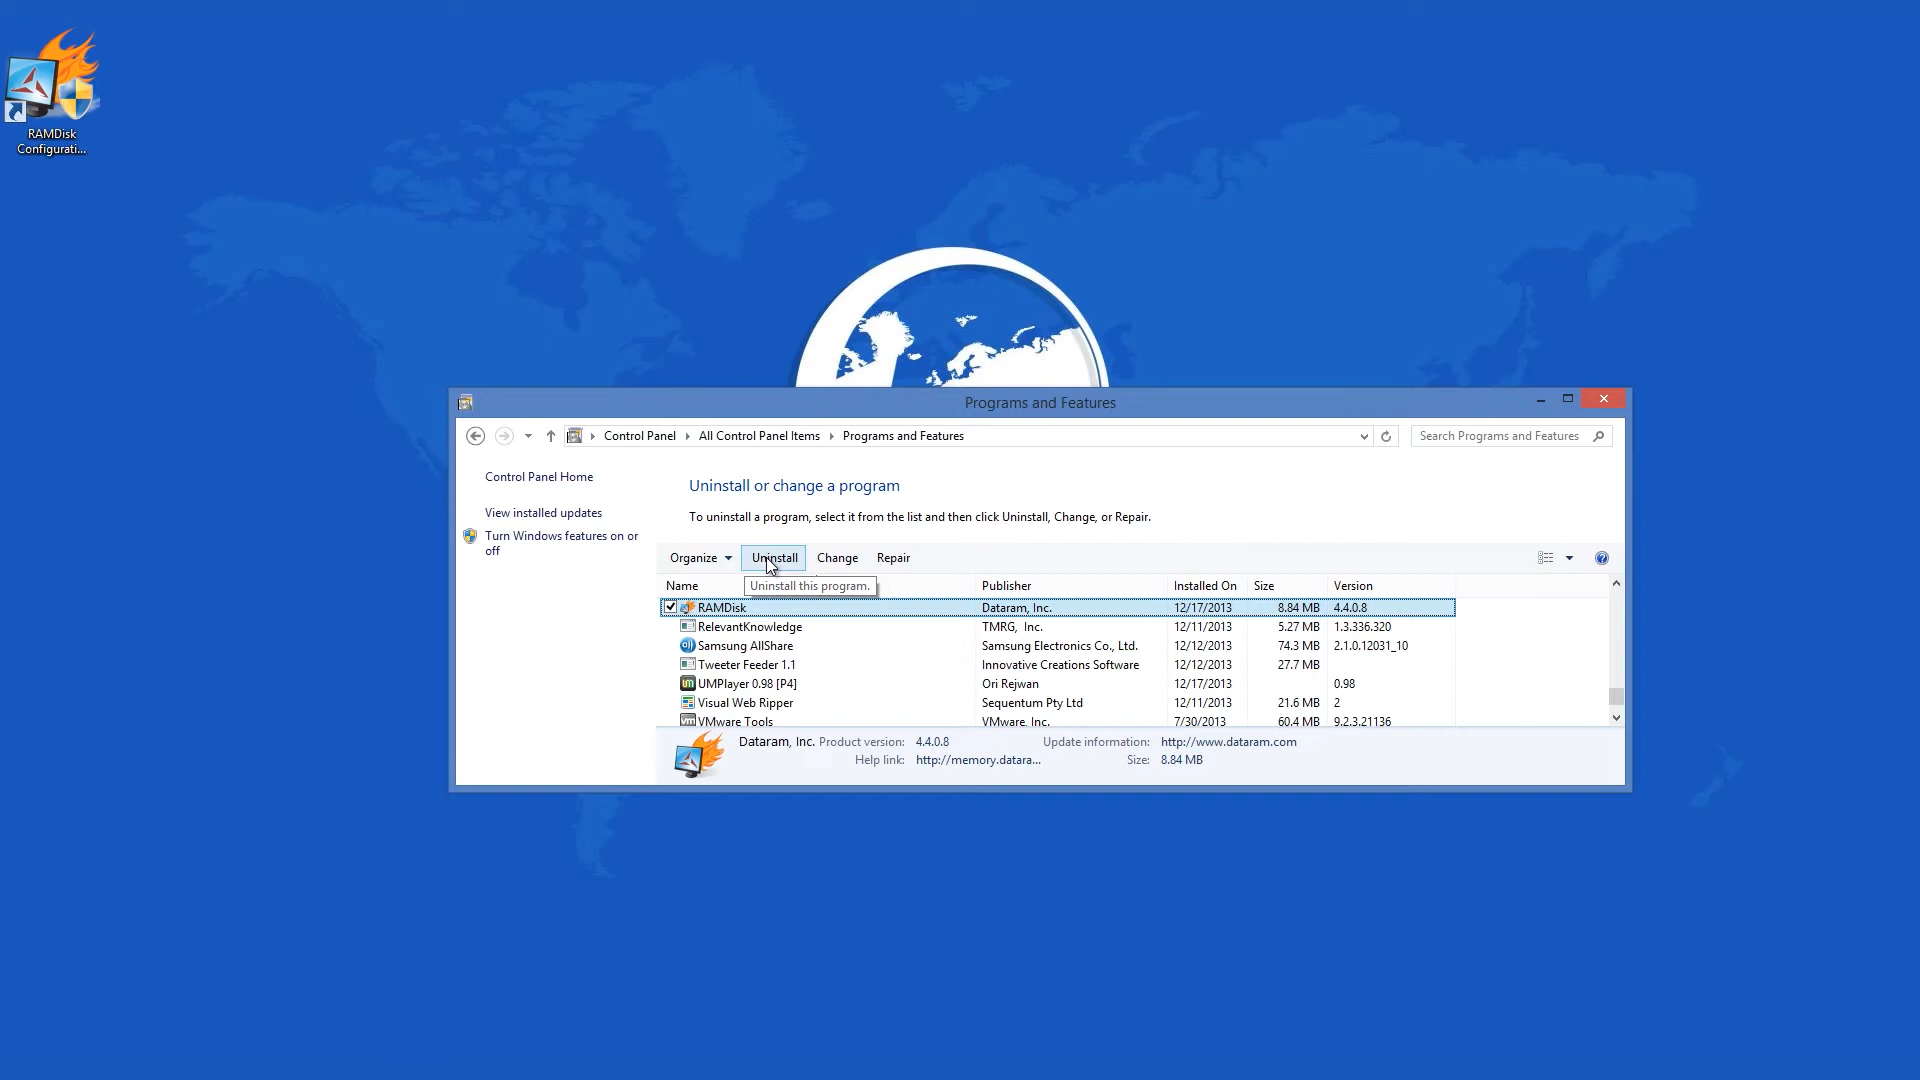 RAMDisk
Configurati...
Programs and Features
Control Panel All Control Panel Items Programs and Features Search Programs and Features
Control Panel Home
View installed updates
Turn Windows features on or
off
Uninstall or change a program
To uninstall a program, select it from the list and then click Uninstall, Change, or Repair.
Organize Uninstall Change Repair
Uninstall this program.
Name Publisher Installed On Size Version
RAMDisk Dataram, Inc. 12/17/2013 8.84 MB 4.4.0.8
RelevantKnowledge TMRG, Inc. 12/11/2013 5.27 MB 1.3.336.320
Samsung AllShare Samsung Electronics Co., Ltd. 12/12/2013 74.3 MB 2.1.0.12031_10
Tweeter Feeder 1.1 Innovative Creations Software 12/12/2013 27.7 MB
UMPlayer 0.98 [P4] Ori Rejwan 12/17/2013 0.98
Visual Web Ripper Sequentum Pty Ltd 12/11/2013 21.6 MB 2
VMware Tools VMware, Inc. 7/30/2013 60.4 MB 9.2.3.21136
Dataram, Inc. Product version: 4.4.0.8 Update information: http://www.dataram.com
Help link: http://memory.datara... Size: 8.84 MB